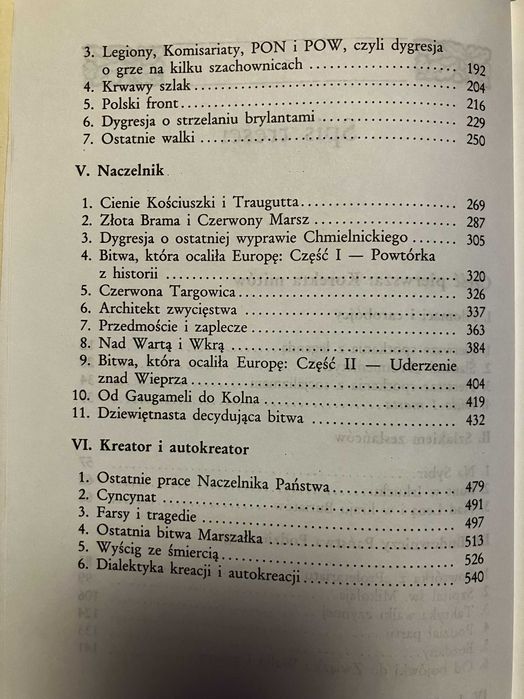 3. Legiony, Komisariaty, PON i POW, czyli dygresja
o grze na kilku szachownicach .................. 192
4. Krwawy szlak .................. 204
5. Polski front .................. 216
6. Dygresja o strzelaniu brylantami .................. 229
7. Ostatnie walki .................. 250
V. Naczelnik
1. Cienie Kościuszki i Traugutta .................. 269
2. Złota Brama i Czerwony Marsz .................. 287
3. Dygresja o ostatniej wyprawie Chmielnickiego ....... 305
4. Bitwa, która ocaliła Europę: Część I — Powtórka
z historii .................. 320
5. Czerwona Targowica .................. 326
6. Architekt zwycięstwa .................. 337
7. Przedmoście i zaplecze .................. 363
8. Nad Wartą i Wkrą .................. 384
9. Bitwa, która ocaliła Europę: Część II — Uderzenie
znad Wieprza .................. 404
10. Od Gaugameli do Kolna .................. 419
11. Dziewiętnasta decydująca bitwa .................. 432
VI. Kreator i autokreator
1. Ostatnie prace Naczelnika Państwa .................. 479
2. Cyncynat .................. 491
3. Farsy i tragedie .................. 497
4. Ostatnia bitwa Marszałka .................. 513
5. Wyścig ze śmiercią .................. 526
6. Dialektyka kreacji i autokreacji .................. 540